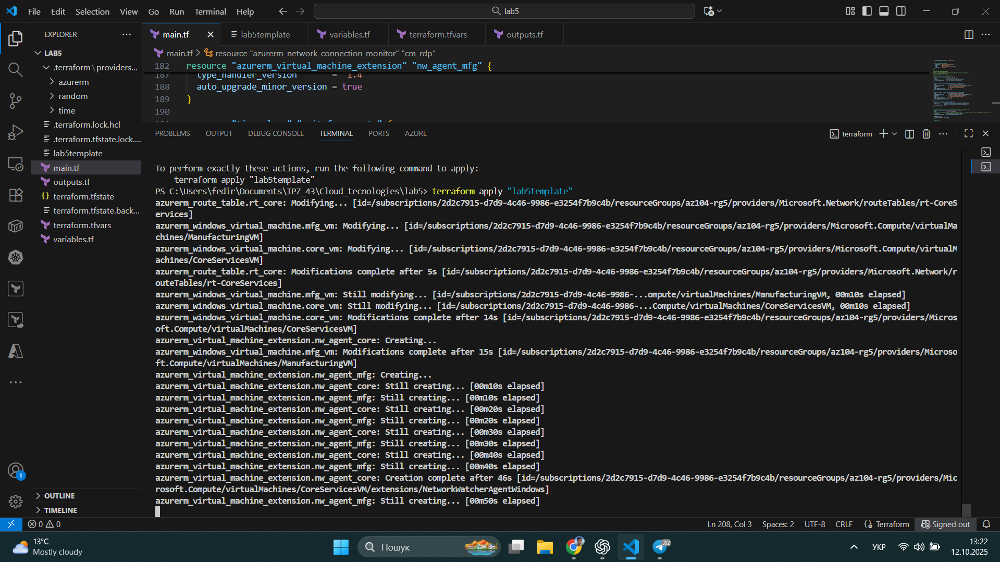 File Edit Selection View Go Run Terminal Help
lab5
EXPLORER
main.tf
lab5template
variables.tf
terraform.tfvars
outputs.tf
LAB5
.terraform\providers...
azurerm
random
time
.terraform.lock.hcl
.terraform.tfstate.lock....
lab5template
main.tf
outputs.tf
terraform.tfstate
terraform.tfstate.back...
terraform.tfvars
variables.tf
OUTLINE
TIMELINE
main.tf > resource "azurerm_network_connection_monitor" "cm_rdp"
182 resource "azurerm_virtual_machine_extension" "nw_agent_mfg" {
187 type_handler_version = "1.4"
188 auto_upgrade_minor_version = true
189 }
190
PROBLEMS OUTPUT DEBUG CONSOLE TERMINAL PORTS AZURE
terraform
To perform exactly these actions, run the following command to apply:
terraform apply "lab5template"
PS C:\Users\fedir\Documents\IPZ_43\Cloud_tecnologies\lab5> terraform apply "lab5template"
azurerm_route_table.rt_core: Modifying... [id=/subscriptions/2d2c7915-d7d9-4c46-9986-e3254f7b9c4b/resourceGroups/az104-rg5/providers/Microsoft.Network/routeTables/rt-CoreS
ervices]
azurerm_windows_virtual_machine.mfg_vm: Modifying... [id=/subscriptions/2d2c7915-d7d9-4c46-9986-e3254f7b9c4b/resourceGroups/az104-rg5/providers/Microsoft.Compute/virtualMa
chines/ManufacturingVM]
azurerm_windows_virtual_machine.core_vm: Modifying... [id=/subscriptions/2d2c7915-d7d9-4c46-9986-e3254f7b9c4b/resourceGroups/az104-rg5/providers/Microsoft.Compute/virtualM
achines/CoreServicesVM]
azurerm_route_table.rt_core: Modifications complete after 5s [id=/subscriptions/2d2c7915-d7d9-4c46-9986-e3254f7b9c4b/resourceGroups/az104-rg5/providers/Microsoft.Network/r
outeTables/rt-CoreServices]
azurerm_windows_virtual_machine.mfg_vm: Still modifying... [id=/subscriptions/2d2c7915-d7d9-4c46-9986-...ompute/virtualMachines/ManufacturingVM, 00m10s elapsed]
azurerm_windows_virtual_machine.core_vm: Still modifying... [id=/subscriptions/2d2c7915-d7d9-4c46-9986-...Compute/virtualMachines/CoreServicesVM, 00m10s elapsed]
azurerm_windows_virtual_machine.core_vm: Modifications complete after 14s [id=/subscriptions/2d2c7915-d7d9-4c46-9986-e3254f7b9c4b/resourceGroups/az104-rg5/providers/Micros
oft.Compute/virtualMachines/CoreServicesVM]
azurerm_virtual_machine_extension.nw_agent_core: Creating...
azurerm_windows_virtual_machine.mfg_vm: Modifications complete after 15s [id=/subscriptions/2d2c7915-d7d9-4c46-9986-e3254f7b9c4b/resourceGroups/az104-rg5/providers/Microso
ft.Compute/virtualMachines/ManufacturingVM]
azurerm_virtual_machine_extension.nw_agent_mfg: Creating...
azurerm_virtual_machine_extension.nw_agent_core: Still creating... [00m10s elapsed]
azurerm_virtual_machine_extension.nw_agent_mfg: Still creating... [00m10s elapsed]
azurerm_virtual_machine_extension.nw_agent_core: Still creating... [00m20s elapsed]
azurerm_virtual_machine_extension.nw_agent_mfg: Still creating... [00m20s elapsed]
azurerm_virtual_machine_extension.nw_agent_core: Still creating... [00m30s elapsed]
azurerm_virtual_machine_extension.nw_agent_mfg: Still creating... [00m30s elapsed]
azurerm_virtual_machine_extension.nw_agent_core: Still creating... [00m40s elapsed]
azurerm_virtual_machine_extension.nw_agent_mfg: Still creating... [00m40s elapsed]
azurerm_virtual_machine_extension.nw_agent_core: Creation complete after 46s [id=/subscriptions/2d2c7915-d7d9-4c46-9986-e3254f7b9c4b/resourceGroups/az104-rg5/providers/Mic
rosoft.Compute/virtualMachines/CoreServicesVM/extensions/NetworkWatcherAgentWindows]
azurerm_virtual_machine_extension.nw_agent_mfg: Still creating... [00m50s elapsed]
1
0 0
Ln 208, Col 3 Spaces: 2 UTF-8 CRLF {} Terraform Signed out
13°C
Mostly cloudy
Пошук
82
УКР
13:22
12.10.2025